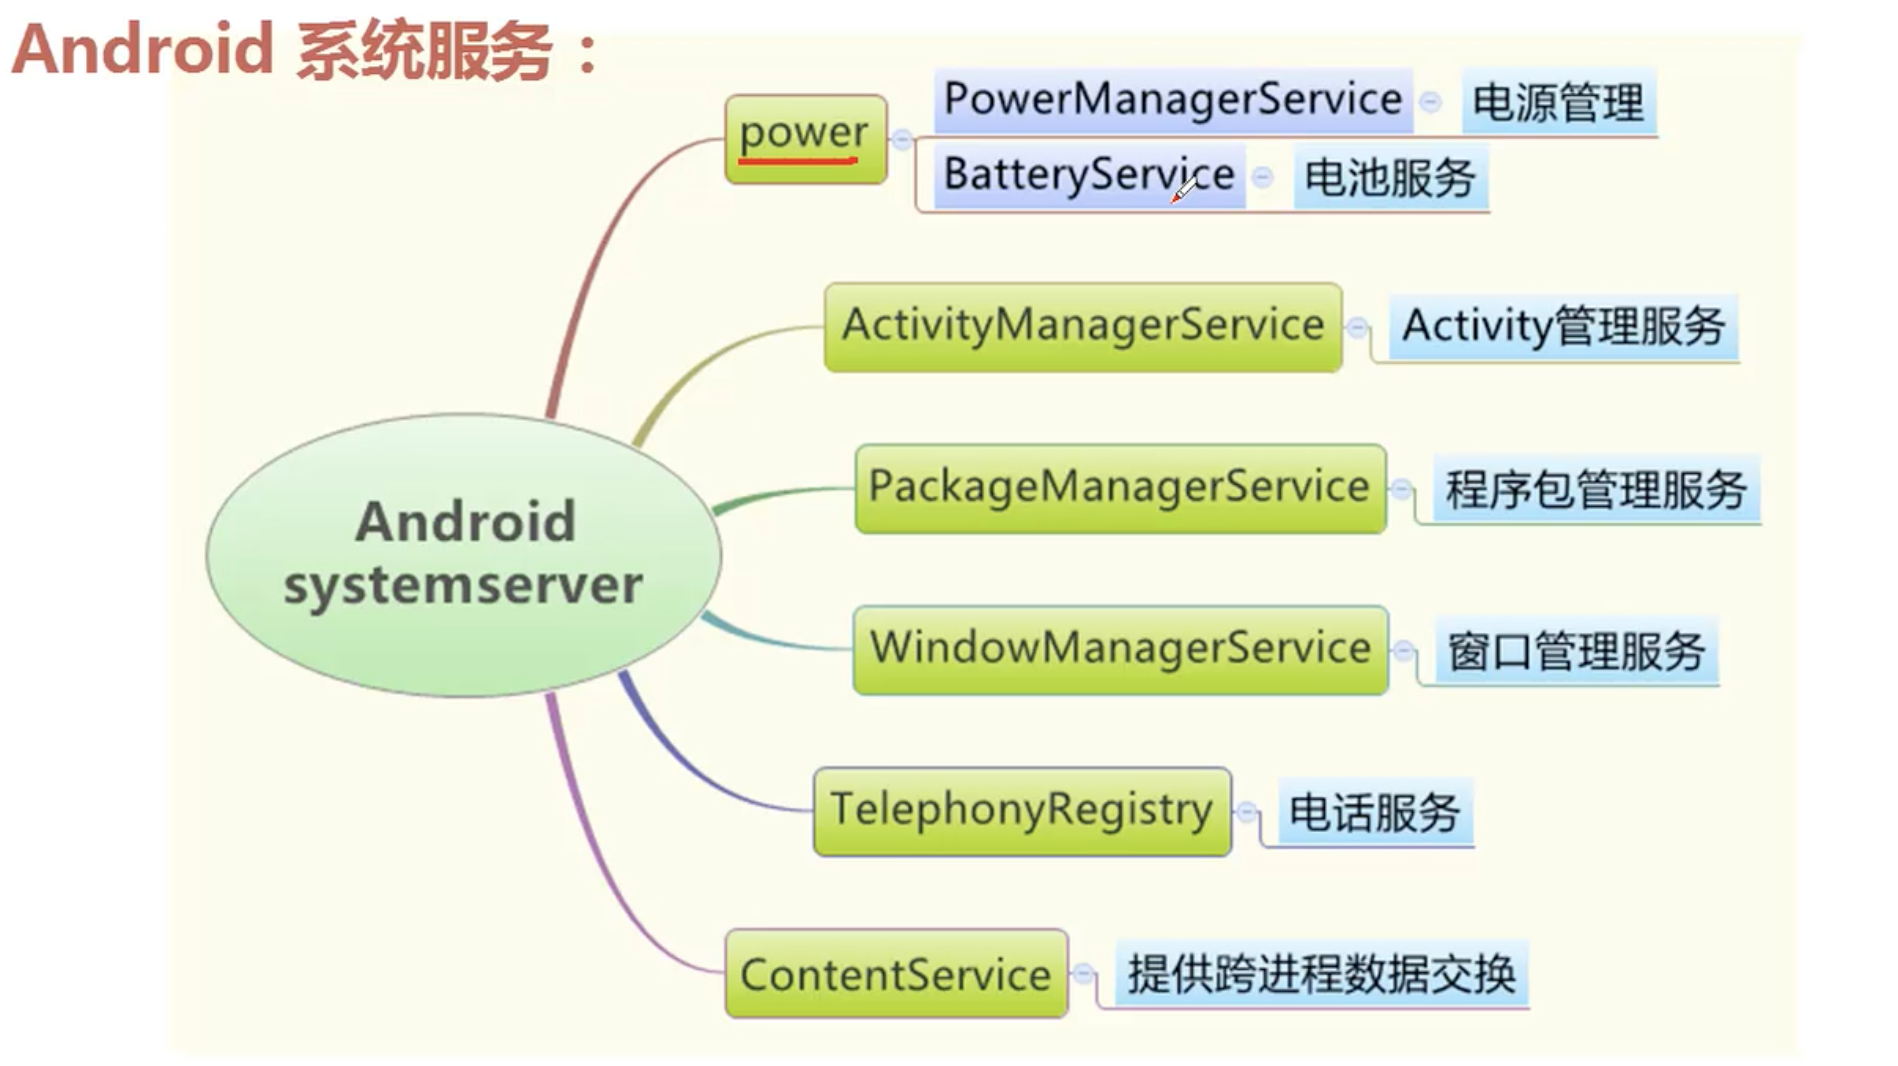 Android 系统服务：
power
PowerManagerService
电源管理
BatteryService
电池服务
ActivityManagerService
Activity管理服务
PackageManagerService
程序包管理服务
Android
systemserver
WindowManagerService
窗口管理服务
TelephonyRegistry
电话服务
ContentService
提供跨进程数据交换